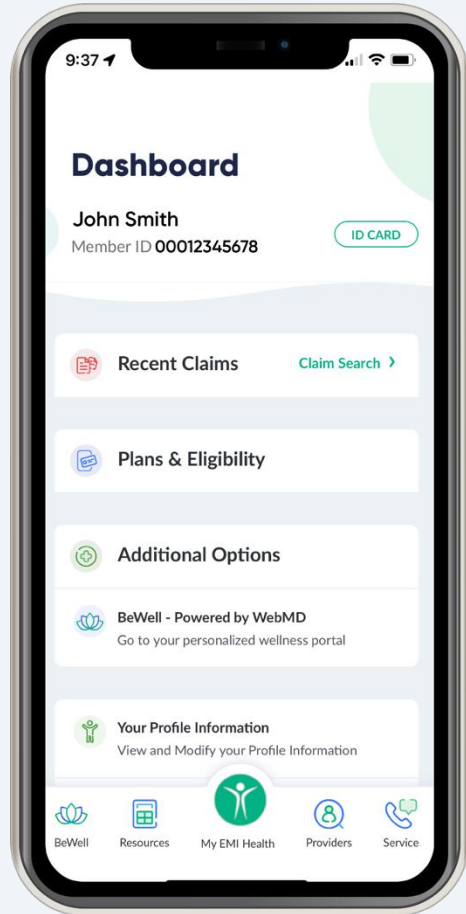 9:37
Dashboard
John Smith
Member ID 00012345678
ID CARD
Recent Claims
Claim Search
Plans & Eligibility
Additional Options
BeWell - Powered by WebMD
Go to your personalized wellness portal
Your Profile Information
View and Modify your Profile Information
BeWell
Resources
My EMI Health
Providers
Service